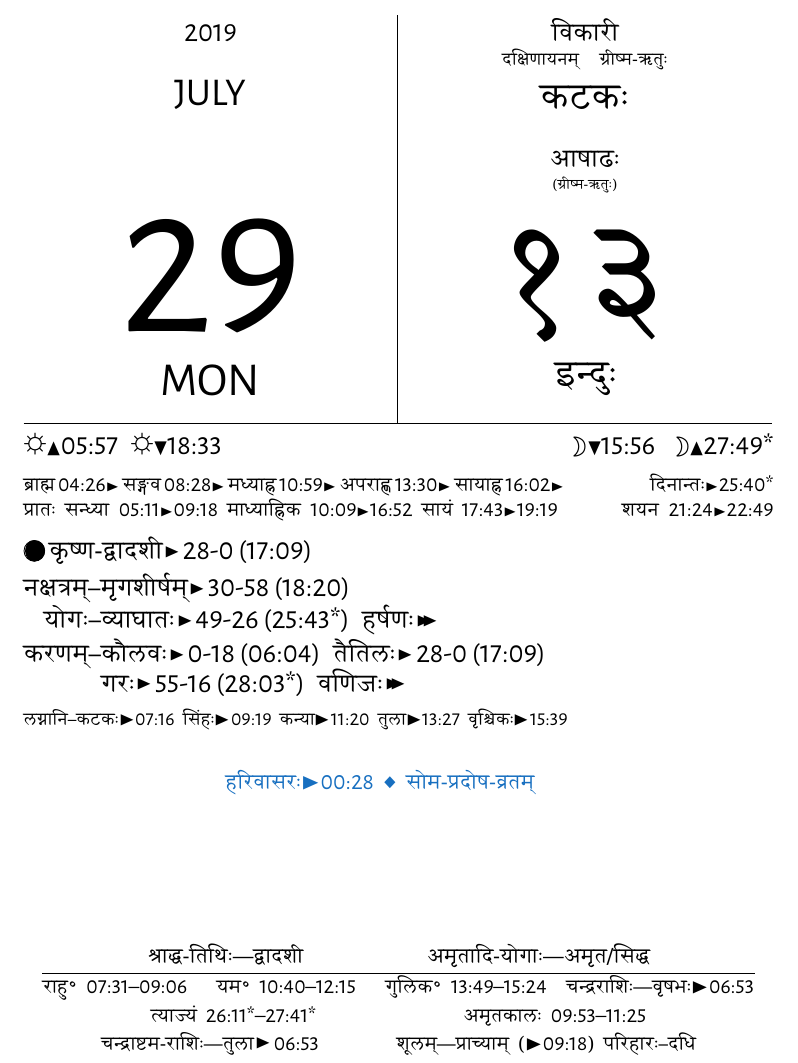 2019
JULY
29
MON
विकारी
दक्षिणायनम् ग्रीष्म-ऋतुः
कटकः
आषाढः
(ग्रीष्म-ऋतुः)
१३
इन्दुः
☼▲05:57 ☼▼18:33 ☽▼15:56 ☽▲27:49*
ब्राह्म 04:26► सङ्गव 08:28► मध्याह्न 10:59► अपराह्ण 13:30► सायाह्न 16:02► दिनान्तः►25:40*
प्रातः सन्ध्या 05:11►09:18 माध्याह्निक 10:09►16:52 सायं 17:43►19:19 शयन 21:24►22:49
कृष्ण-द्वादशी►28-0 (17:09)
नक्षत्रम्–मृगशीर्षम्►30-58 (18:20)
योगः–व्याघातः►49-26 (25:43*) हर्षणः►►
करणम्–कौलवः►0-18 (06:04) तैतिलः►28-0 (17:09)
गरः►55-16 (28:03*) वणिजः►►
लग्नानि–कटकः►07:16 सिंहः►09:19 कन्या►11:20 तुला►13:27 वृश्चिकः►15:39
हरिवासरः►00:28 ◆ सोम-प्रदोष-व्रतम्
श्राद्ध-तिथिः—द्वादशी अमृतादि-योगाः—अमृत/सिद्ध
राहु° 07:31–09:06 यम° 10:40–12:15 गुलिक° 13:49–15:24 चन्द्रराशिः—वृषभः►06:53
त्याज्यं 26:11*–27:41* अमृतकालः 09:53–11:25
चन्द्राष्टम-राशिः—तुला►06:53 शूलम्—प्राच्याम् (►09:18) परिहारः–दधि